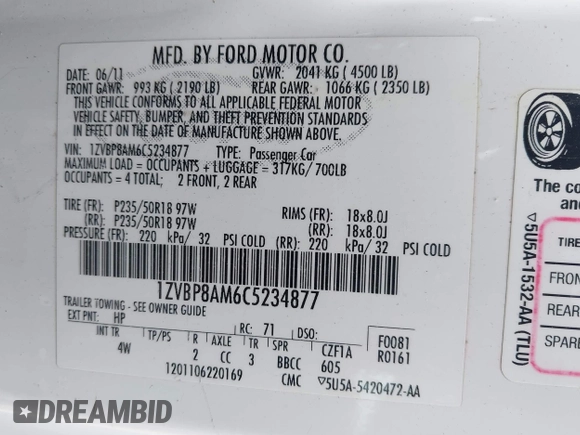 MFD. BY FORD MOTOR CO.
DATE: 06/11 GVWR: 2041 KG ( 4500 LB)
FRONT GAWR: 993 KG ( 2190 LB) REAR GAWR: 1066 KG ( 2350 LB)
THIS VEHICLE CONFORMS TO ALL APPLICABLE FEDERAL MOTOR
VEHICLE SAFETY, BUMPER, AND THEFT PREVENTION STANDARDS
IN EFFECT ON THE DATE OF MANUFACTURE SHOWN ABOVE.
VIN: 1ZVBP8AM6C5234877 TYPE: Passenger Car
MAXIMUM LOAD = OCCUPANTS + LUGGAGE = 317KG/ 700LB
OCCUPANTS = 4 TOTAL; 2 FRONT, 2 REAR
TIRE (FR): P235/50R18 97W RIMS (FR): 18x8.0J
(RR): P235/50R18 97W (RR): 18x8.0J
PRESSURE (FR): 220 kPa/ 32 PSI COLD (RR): 220 kPa/ 32 PSI COLD
1ZVBP8AM6C5234877
TRAILER TOWING - SEE OWNER GUIDE
EXT PNT: HP RC: 71 DSO: F0081
INT TR TP/PS R AXLE TR SPR CZF1A R0161
4W 2 CC 3 BBCC 605
1201106220169 CMC ▽5U5A-5420472-AA
▽5U5A-1532-AA (TLU)
The co
an
TIRE
FRON
REAR
SPARE
DREAMBID